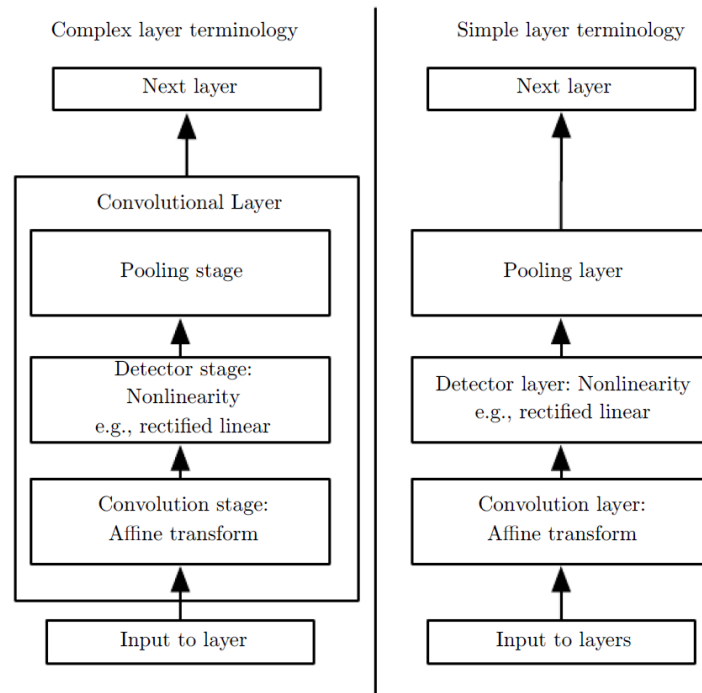 Complex layer terminology
Next layer
Convolutional Layer
Pooling stage
Detector stage:
Nonlinearity
e.g., rectified linear
Convolution stage:
Affine transform
Input to layer
Simple layer terminology
Next layer
Pooling layer
Detector layer: Nonlinearity
e.g., rectified linear
Convolution layer:
Affine transform
Input to layers